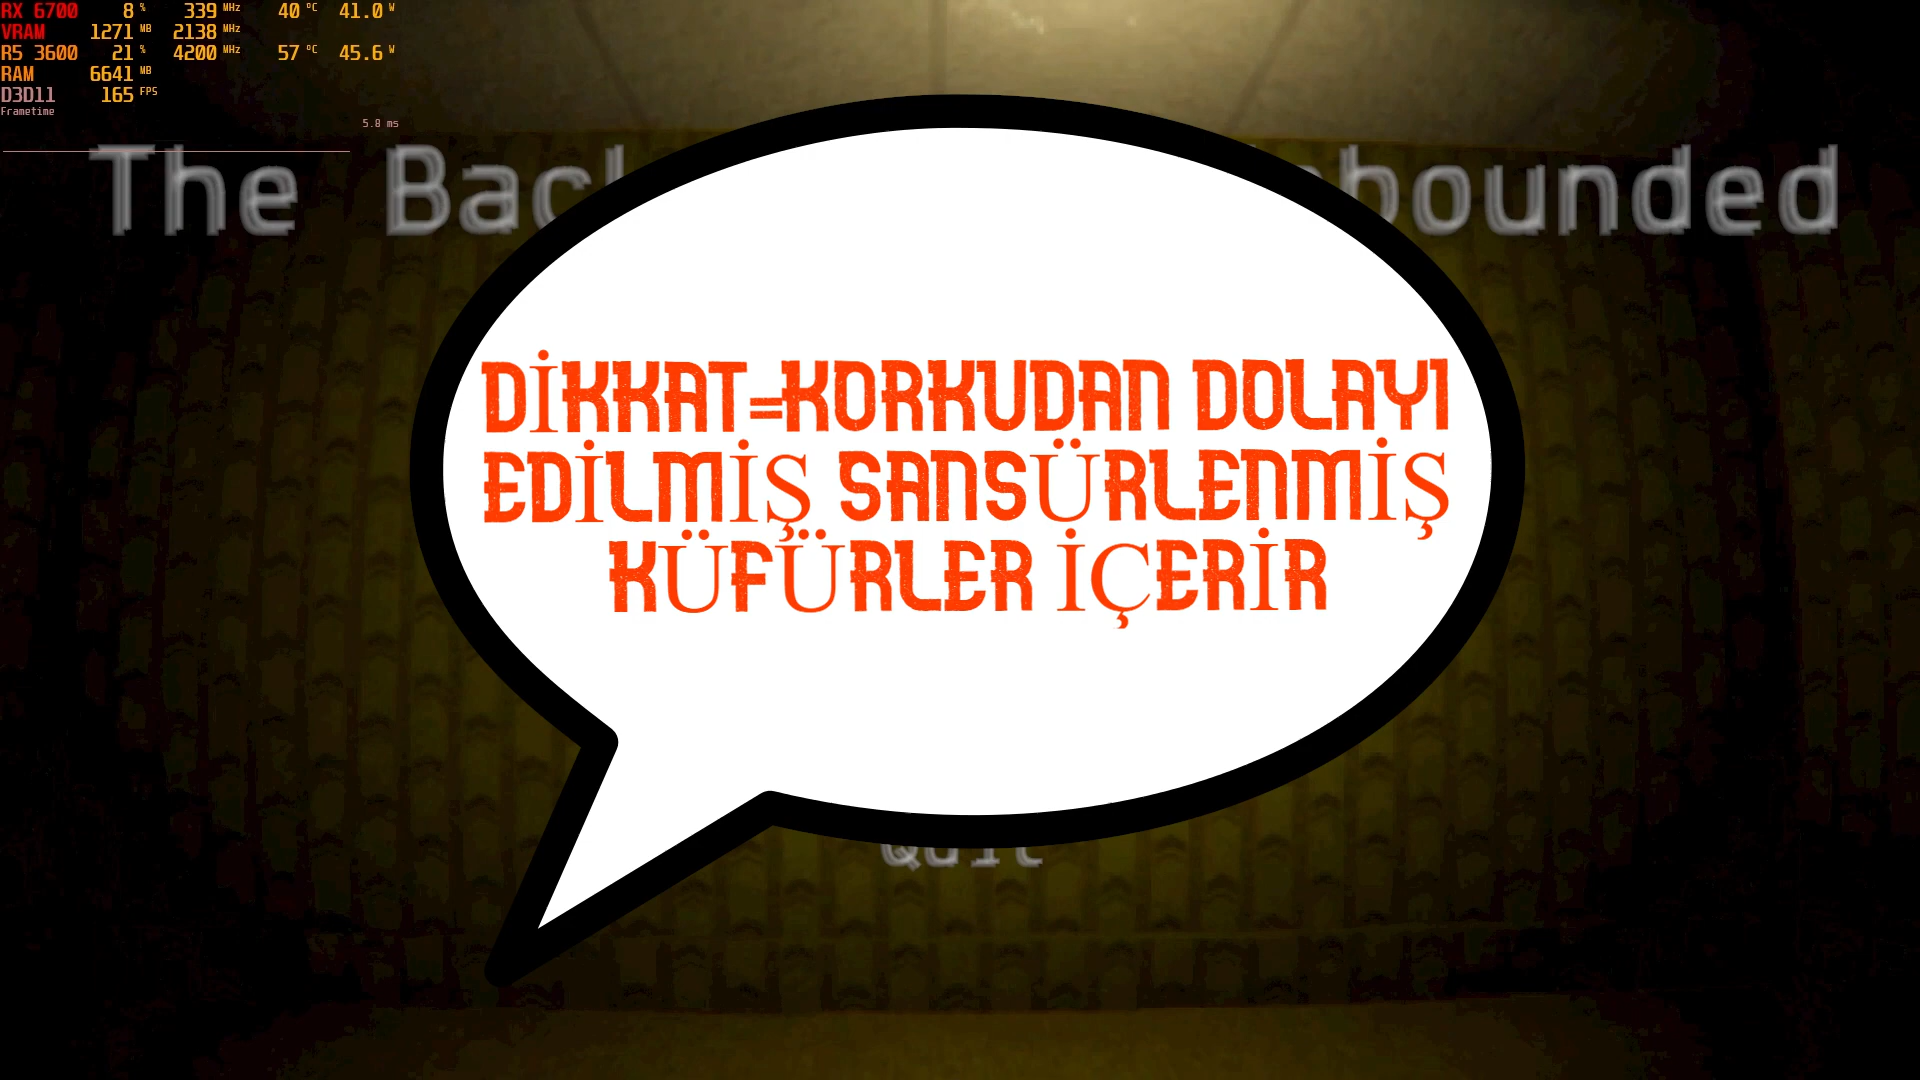 RX 6700 8 % 339 MHz 40 °C 41.0 W
VRAM 1271 MB 2138 MHz
R5 3600 21 % 4200 MHz 57 °C 45.6 W
RAM 6641 MB
D3D11 165 FPS
Frametime
5.8 ms
The
DİKKAT=KORKUDAN DOLAYI
EDİLMİŞ SANSÜRLENMİŞ
KÜFÜRLER İÇERİR
Quit